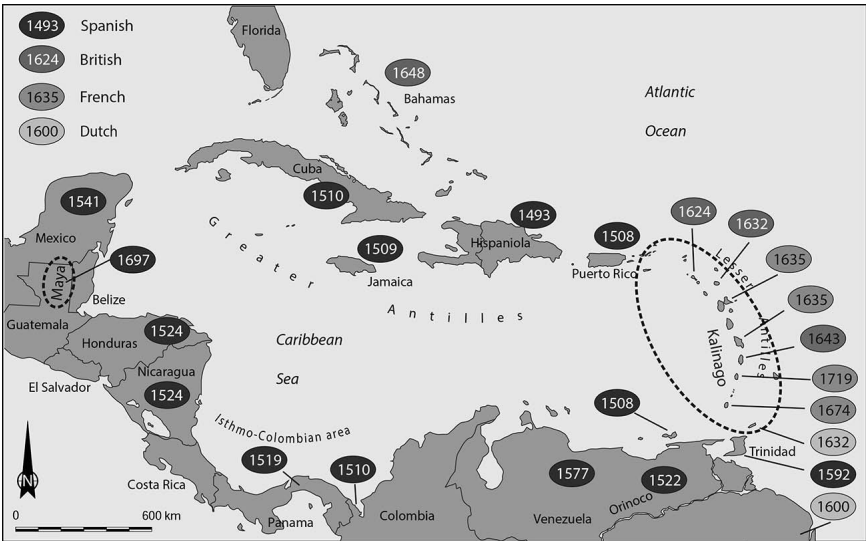 1493 Spanish
1624 British
1635 French
1600 Dutch
Florida
1648
Bahamas
Atlantic
Ocean
Cuba
1510
1541
Mexico
1697
Maya
Belize
Guatemala
Greater
Antilles
1509
Jamaica
1493
Hispaniola
1508
Puerto Rico
1624
1632
Lesser
Antilles
1635
1635
Kalinago
1643
1719
1674
1632
Trinidad
1592
1600
1524
Honduras
Nicaragua
1524
El Salvador
Caribbean
Sea
Isthmo-Colombian area
1519
1510
1508
Costa Rica
Panama
Colombia
1577
1522
Orinoco
Venezuela
N
0 600 km